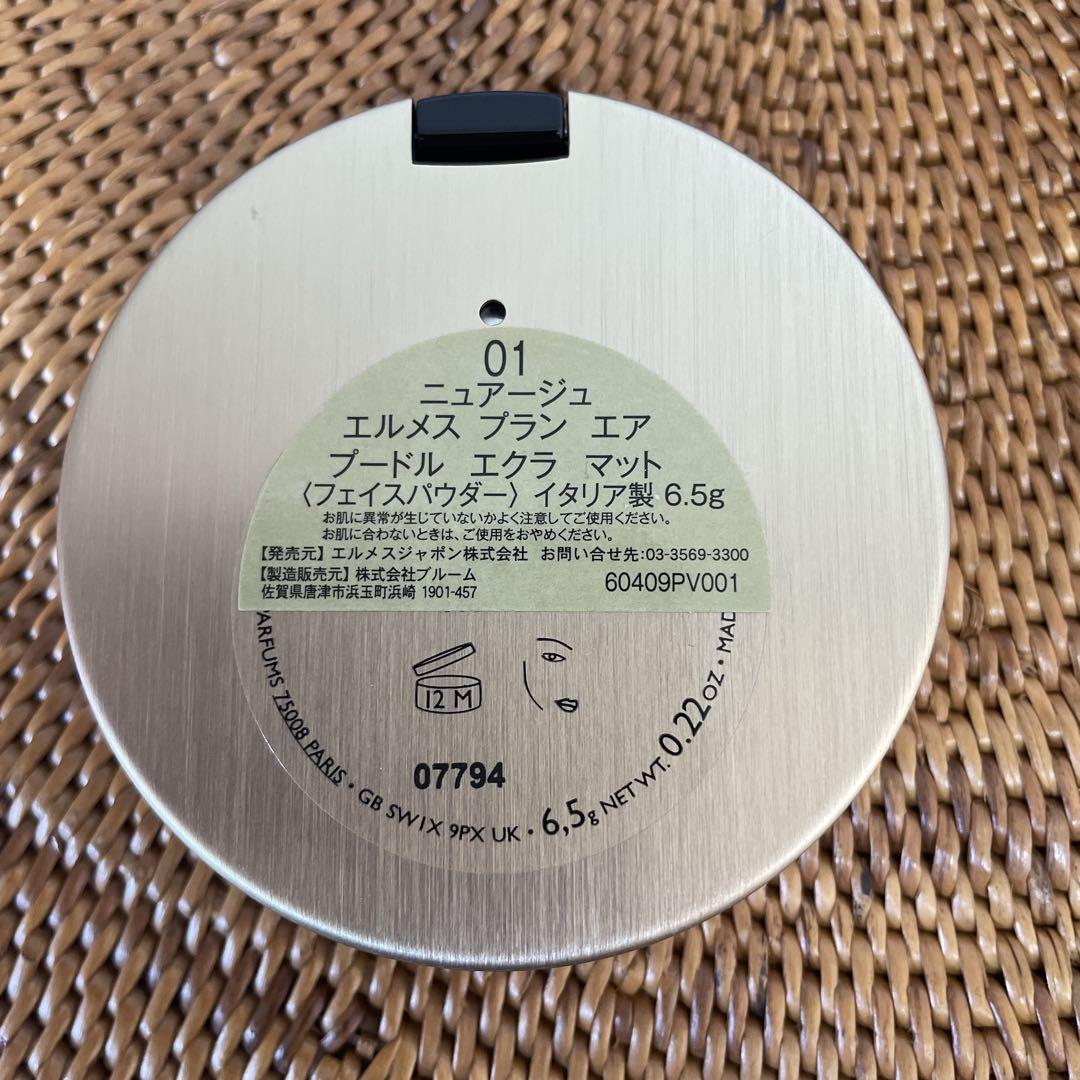 01
ニュアージュ
エルメス プラン エア
プードル エクラ マット
〈フェイスパウダー〉イタリア製 6.5g
お肌に異常が生じていないかよく注意してご使用ください。
お肌に合わないときは、ご使用をおやめください。
【発売元】エルメスジャポン株式会社 お問い合せ先:03-3569-3300
【製造販売元】株式会社ブルーム
佐賀県唐津市浜玉町浜崎 1901-457
60409PV001
12 M
07794
ARFUMS 75008 PARIS · GB SW1X 9PX UK · 6,5g NET WT. 0.22oz · MAD